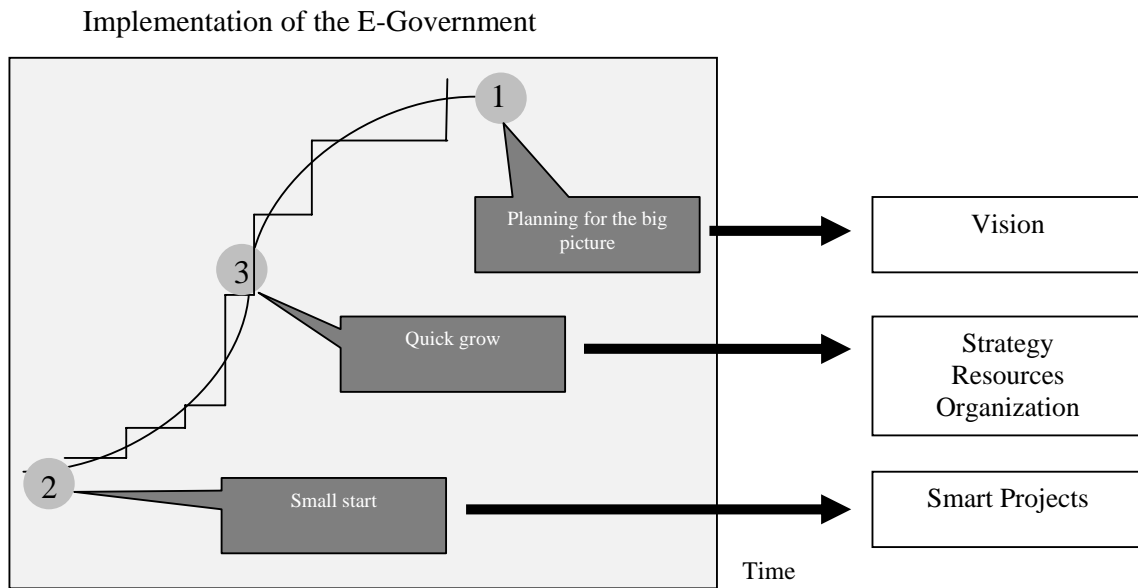 Implementation of the E-Government
1
Planning for the big
picture
Vision
3
Quick grow
Strategy
Resources
Organization
2
Small start
Smart Projects
Time